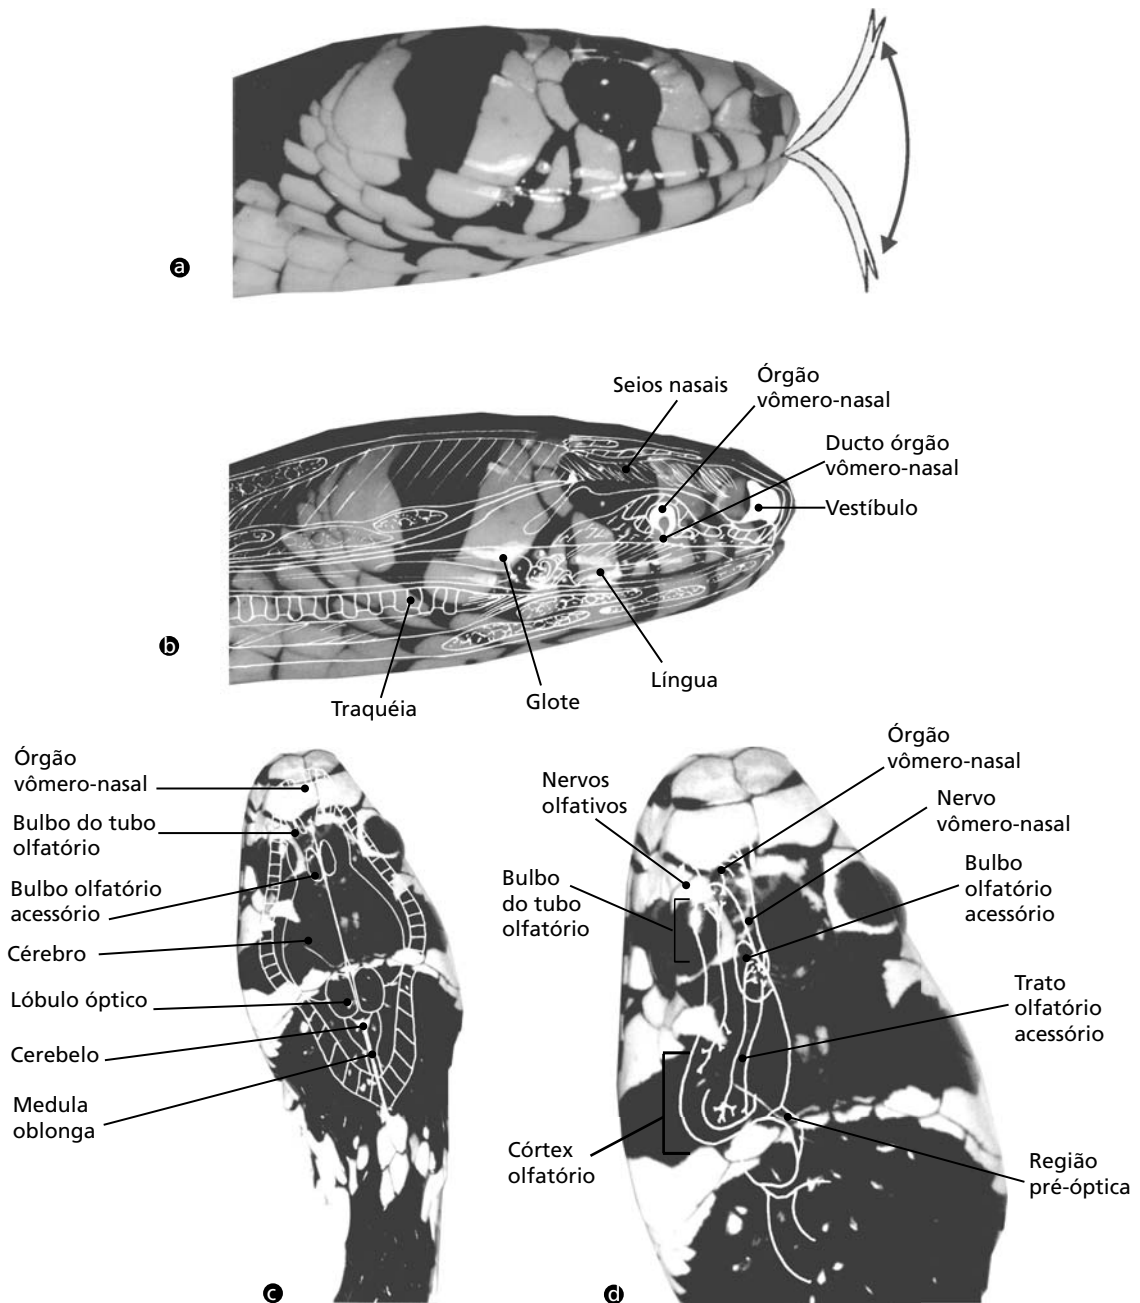 a
Seios nasais
Órgão
vômero-nasal
Ducto órgão
vômero-nasal
Vestíbulo
b
Traquéia
Glote
Língua
Órgão
vômero-nasal
Bulbo do tubo
olfatório
Bulbo olfatório
acessório
Cérebro
Lóbulo óptico
Cerebelo
Medula
oblonga
c
Nervos
olfativos
Bulbo
do tubo
olfatório
Córtex
olfatório
Órgão
vômero-nasal
Nervo
vômero-nasal
Bulbo
olfatório
acessório
Trato
olfatório
acessório
Região
pré-óptica
d